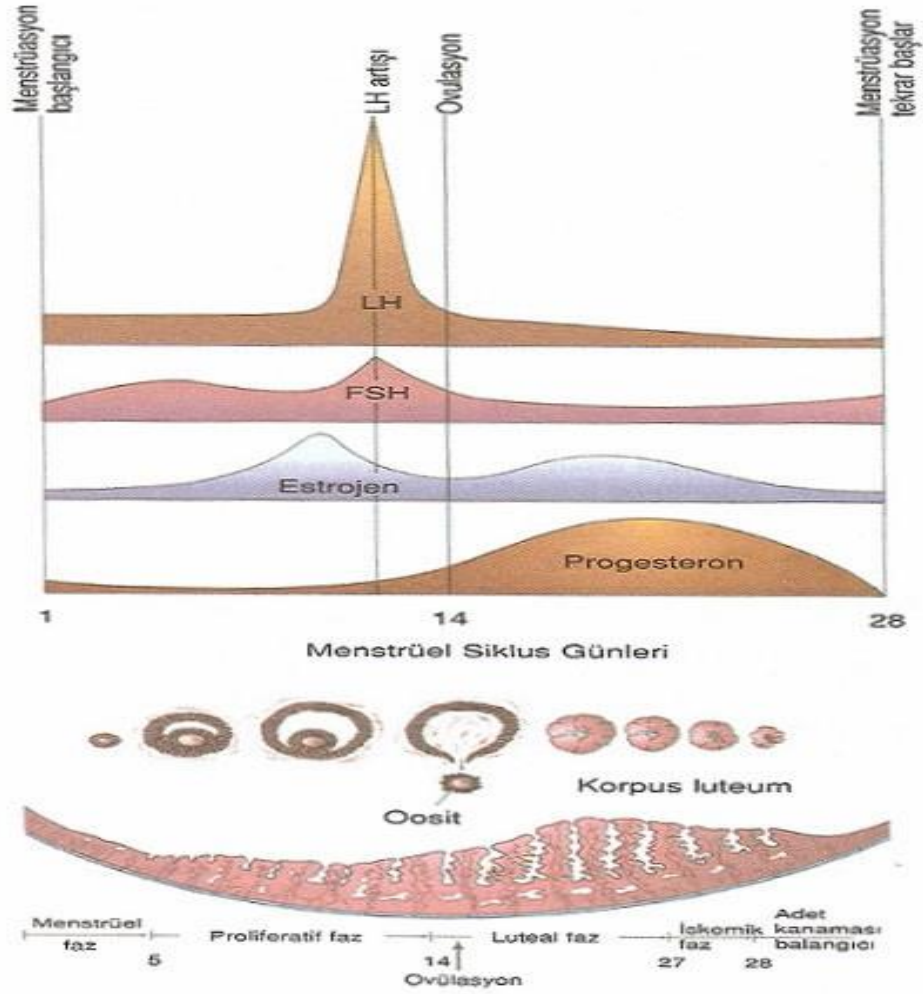 Menstrüasyon
başlangıcı
LH artışı
Ovulasyon
Menstrüasyon
tekrar başlar
LH
FSH
Estrojen
Progesteron
1
14
28
Menstrüel Siklus Günleri
Korpus luteum
Oosit
Menstrüel
faz
Proliferatif faz
Luteal faz
İskemik
faz
Adet
kanaması
balangıcı
5
14
27
28
Ovülasyon